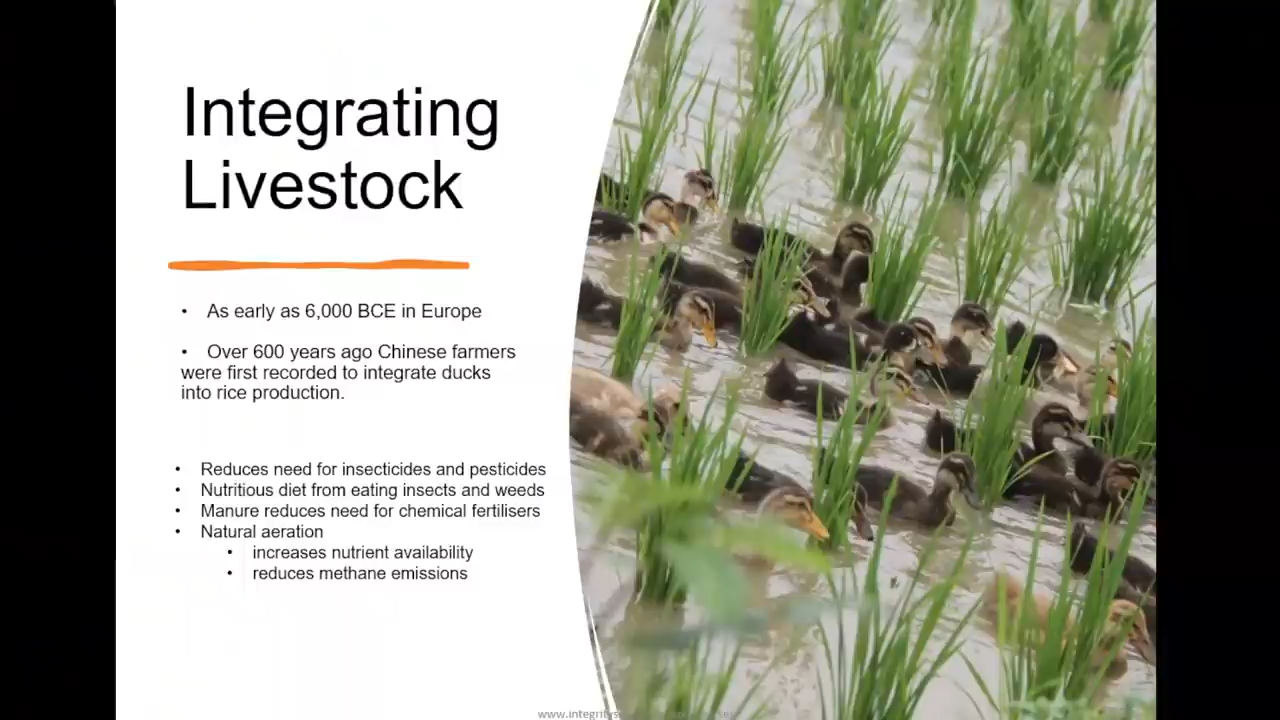 Integrating
Livestock
• As early as 6,000 BCE in Europe
• Over 600 years ago Chinese farmers
were first recorded to integrate ducks
into rice production.
• Reduces need for insecticides and pesticides
• Nutritious diet from eating insects and weeds
• Manure reduces need for chemical fertilisers
• Natural aeration
• increases nutrient availability
• reduces methane emissions